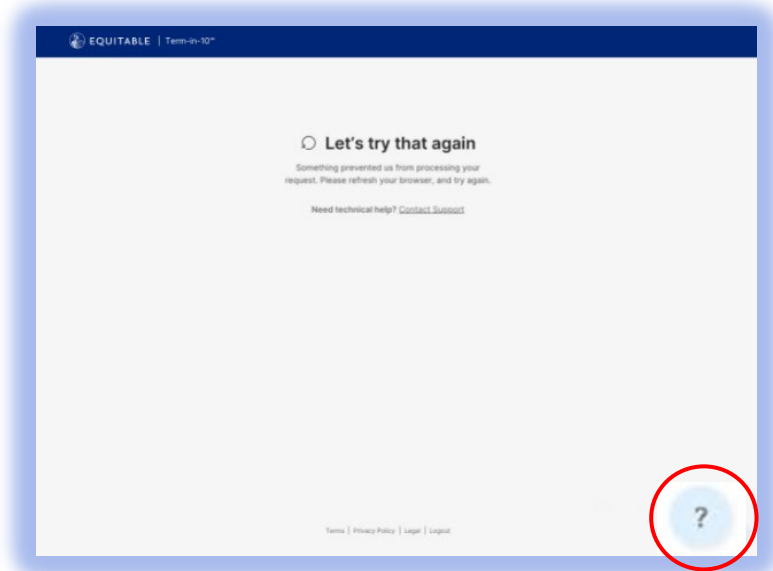 EQUITABLE | Term-in-10℠
Let's try that again
Something prevented us from processing your
request. Please refresh your browser, and try again.
Need technical help? Contact Support
?
Terms | Privacy Policy | Legal | Logout